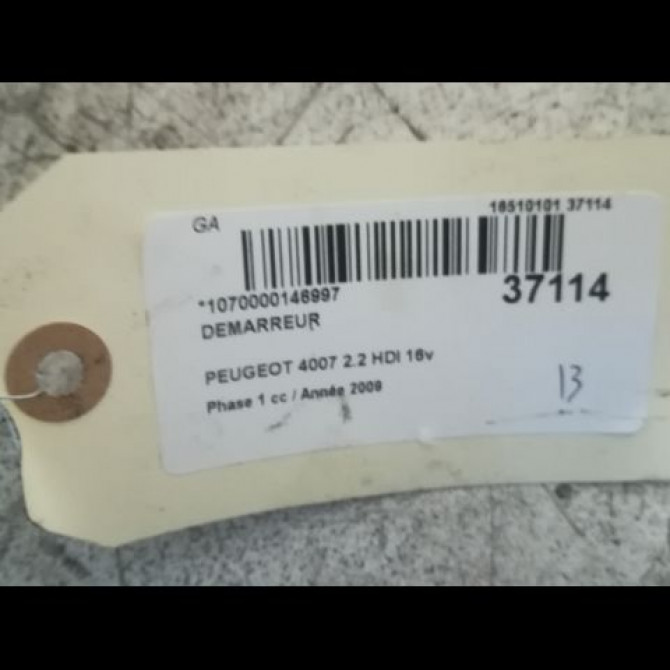 GA
16510101 37114
*1070000146997
37114
DEMARREUR
PEUGEOT 4007 2.2 HDI 16v
Phase 1 cc / Année 2009
13